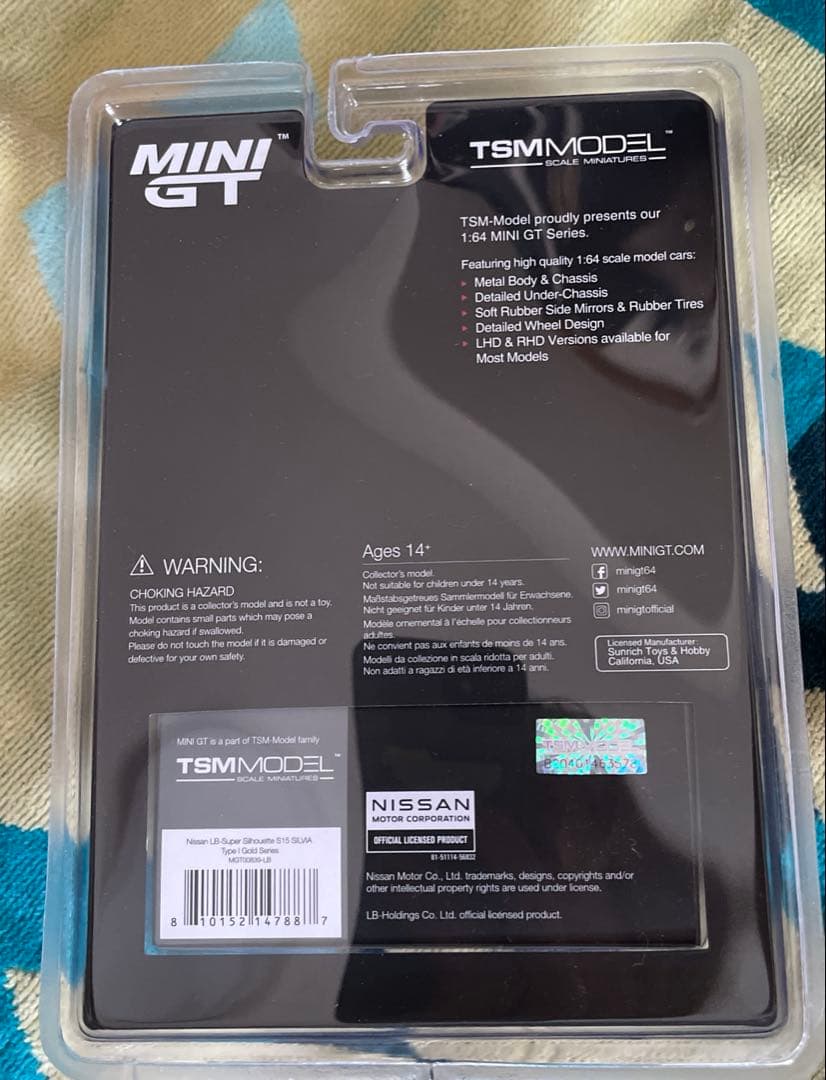 MINI GT™
TSMMODEL™
SCALE MINIATURES
TSM-Model proudly presents our
1:64 MINI GT Series.
Featuring high quality 1:64 scale model cars:
Metal Body & Chassis
Detailed Under-Chassis
Soft Rubber Side Mirrors & Rubber Tires
Detailed Wheel Design
LHD & RHD Versions available for
Most Models
WARNING:
CHOKING HAZARD
This product is a collector's model and is not a toy.
Model contains small parts which may pose a
choking hazard if swallowed.
Please do not touch the model if it is damaged or
defective for your own safety.
Ages 14+
Collector's model.
Not suitable for children under 14 years.
Maßstabsgetreues Sammlermodell für Erwachsene.
Nicht geeignet für Kinder unter 14 Jahren.
Modèle ornemental à l'échelle pour collectionneurs
adultes.
Ne convient pas aux enfants de moins de 14 ans.
Modelli da collezione in scala ridotta per adulti.
Non adatti a ragazzi di età inferiore a 14 anni.
WWW.MINIGT.COM
minigt64
minigt64
minigtofficial
Licensed Manufacturer:
Sunrich Toys & Hobby
California, USA
MINI GT is a part of TSM-Model family
TSMMODEL™
SCALE MINIATURES
Nissan LB-Super Silhouette S15 SILVIA
Type I Gold Series
MGT00839-LB
8 10152 14788 7
TSMMODEL
NISSAN
MOTOR CORPORATION
OFFICIAL LICENSED PRODUCT
81-51114-56832
Nissan Motor Co., Ltd. trademarks, designs, copyrights and/or
other intellectual property rights are used under license.
LB-Holdings Co. Ltd. official licensed product.